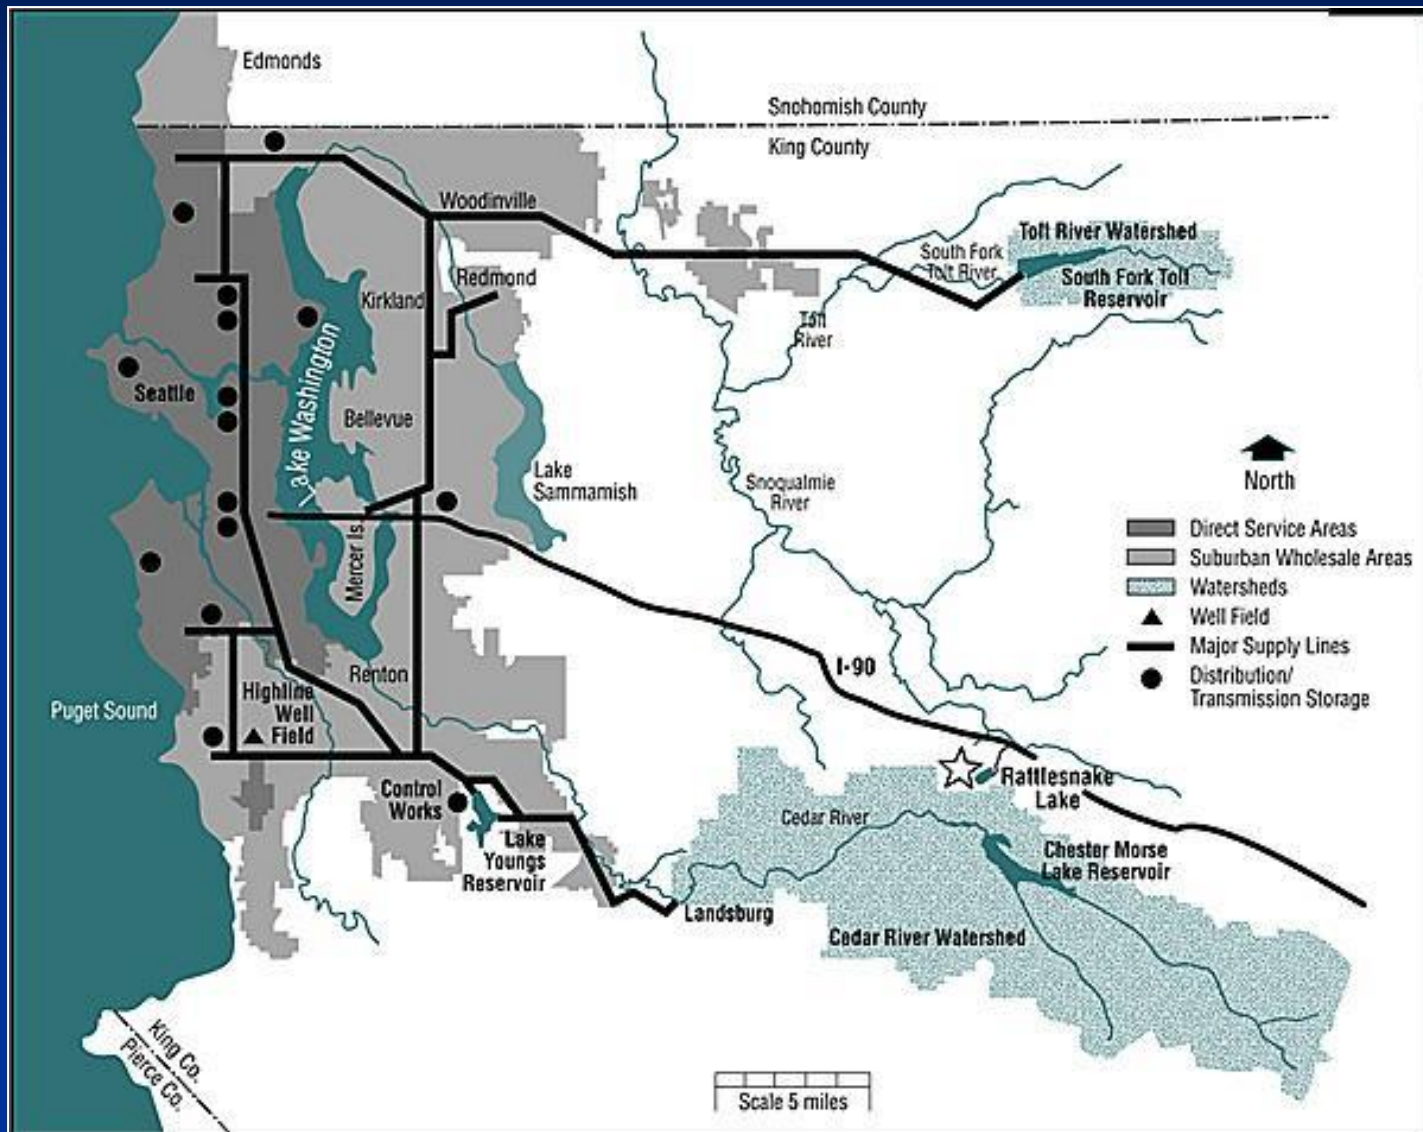 Edmonds
Snohomish County
King County
Woodinville
Tolt River Watershed
South Fork
Tolt River
South Fork Tolt
Reservoir
Redmond
Kirkland
Tolt
River
Lake Washington
Seattle
Bellevue
Lake
Sammamish
Snoqualmie
River
North
Direct Service Areas
Suburban Wholesale Areas
Watersheds
Well Field
Major Supply Lines
Distribution/
Transmission Storage
Mercer Is.
Renton
I-90
Highline
Well
Field
Puget Sound
Rattlesnake
Lake
Control
Works
Cedar River
Lake
Youngs
Reservoir
Chester Morse
Lake Reservoir
Landsburg
Cedar River Watershed
King Co.
Pierce Co.
Scale 5 miles